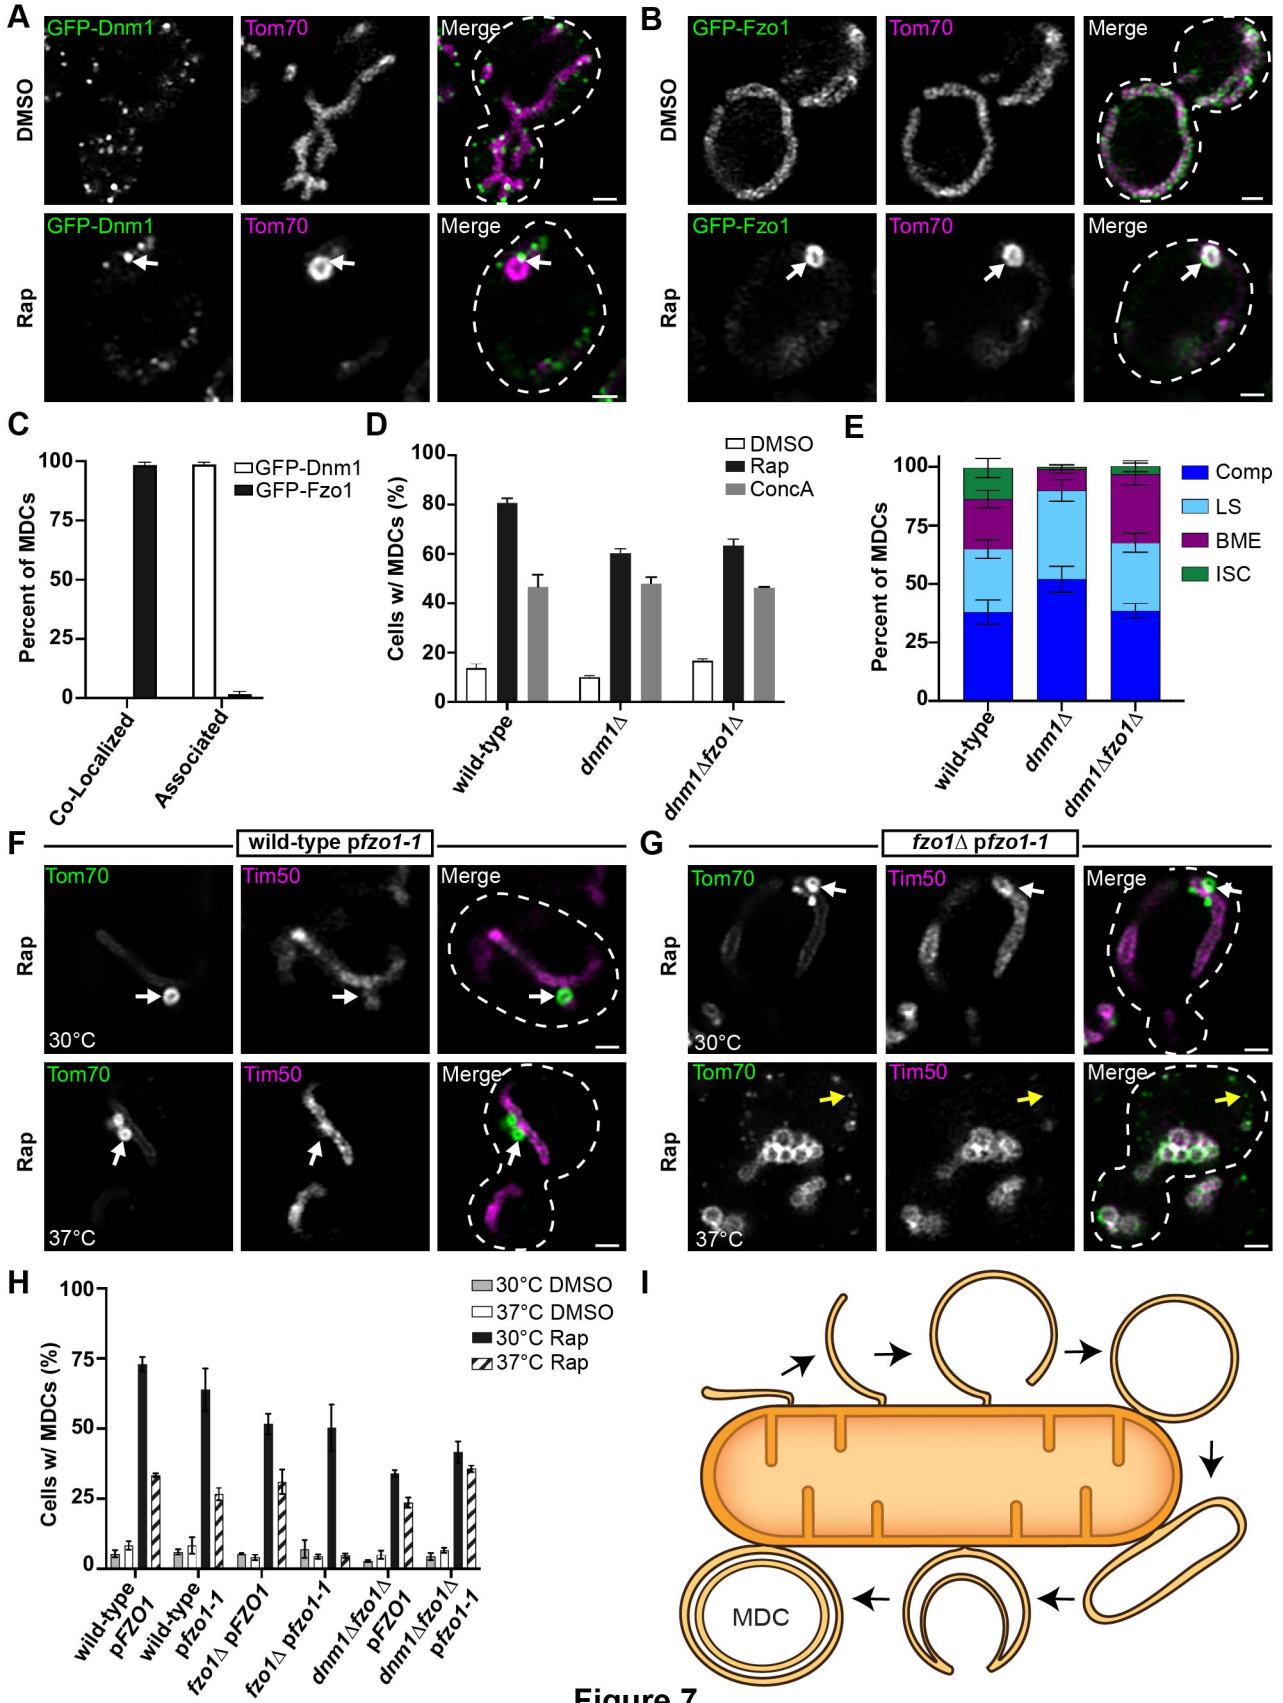 A
GFP-Dnm1
Tom70
Merge
DMSO
GFP-Dnm1
Tom70
Merge
Rap
B
GFP-Fzo1
Tom70
Merge
DMSO
GFP-Fzo1
Tom70
Merge
Rap
C
Percent of MDCs
100
75
50
25
0
Co-Localized
Associated
GFP-Dnm1
GFP-Fzo1
D
Cells w/ MDCs (%)
100
80
60
40
20
0
wild-type
dnm1Δ
dnm1Δfzo1Δ
DMSO
Rap
ConcA
E
Percent of MDCs
100
75
50
25
0
wild-type
dnm1Δ
dnm1Δfzo1Δ
Comp
LS
BME
ISC
F
wild-type pfzo1-1
Tom70
Tim50
Merge
Rap
30°C
Tom70
Tim50
Merge
Rap
37°C
G
fzo1Δ pfzo1-1
Tom70
Tim50
Merge
Rap
30°C
Tom70
Tim50
Merge
Rap
37°C
H
Cells w/ MDCs (%)
100
75
50
25
0
30°C DMSO
37°C DMSO
30°C Rap
37°C Rap
wild-type
pFZO1
wild-type
pfzo1-1
fzo1Δ pFZO1
fzo1Δ pfzo1-1
dnm1Δfzo1Δ
pFZO1
dnm1Δfzo1Δ
pfzo1-1
I
MDC
Figure 7